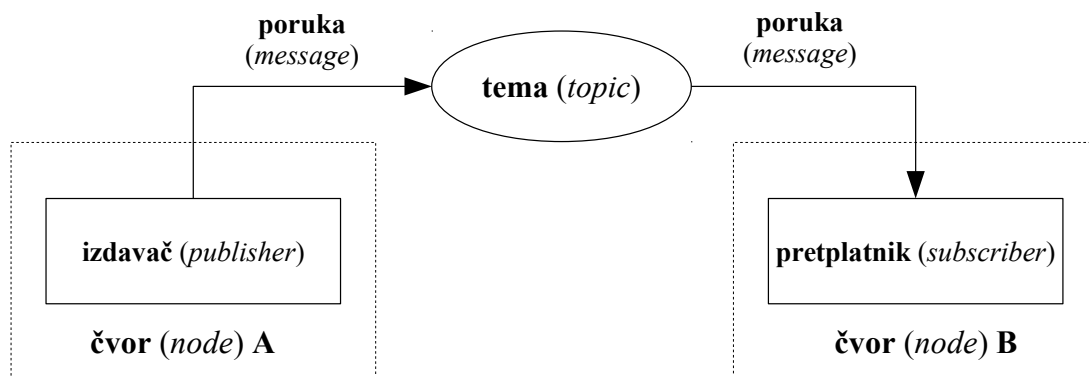 poruka
(message)
poruka
(message)
tema (topic)
izdavač (publisher)
pretplatnik (subscriber)
čvor (node) A
čvor (node) B